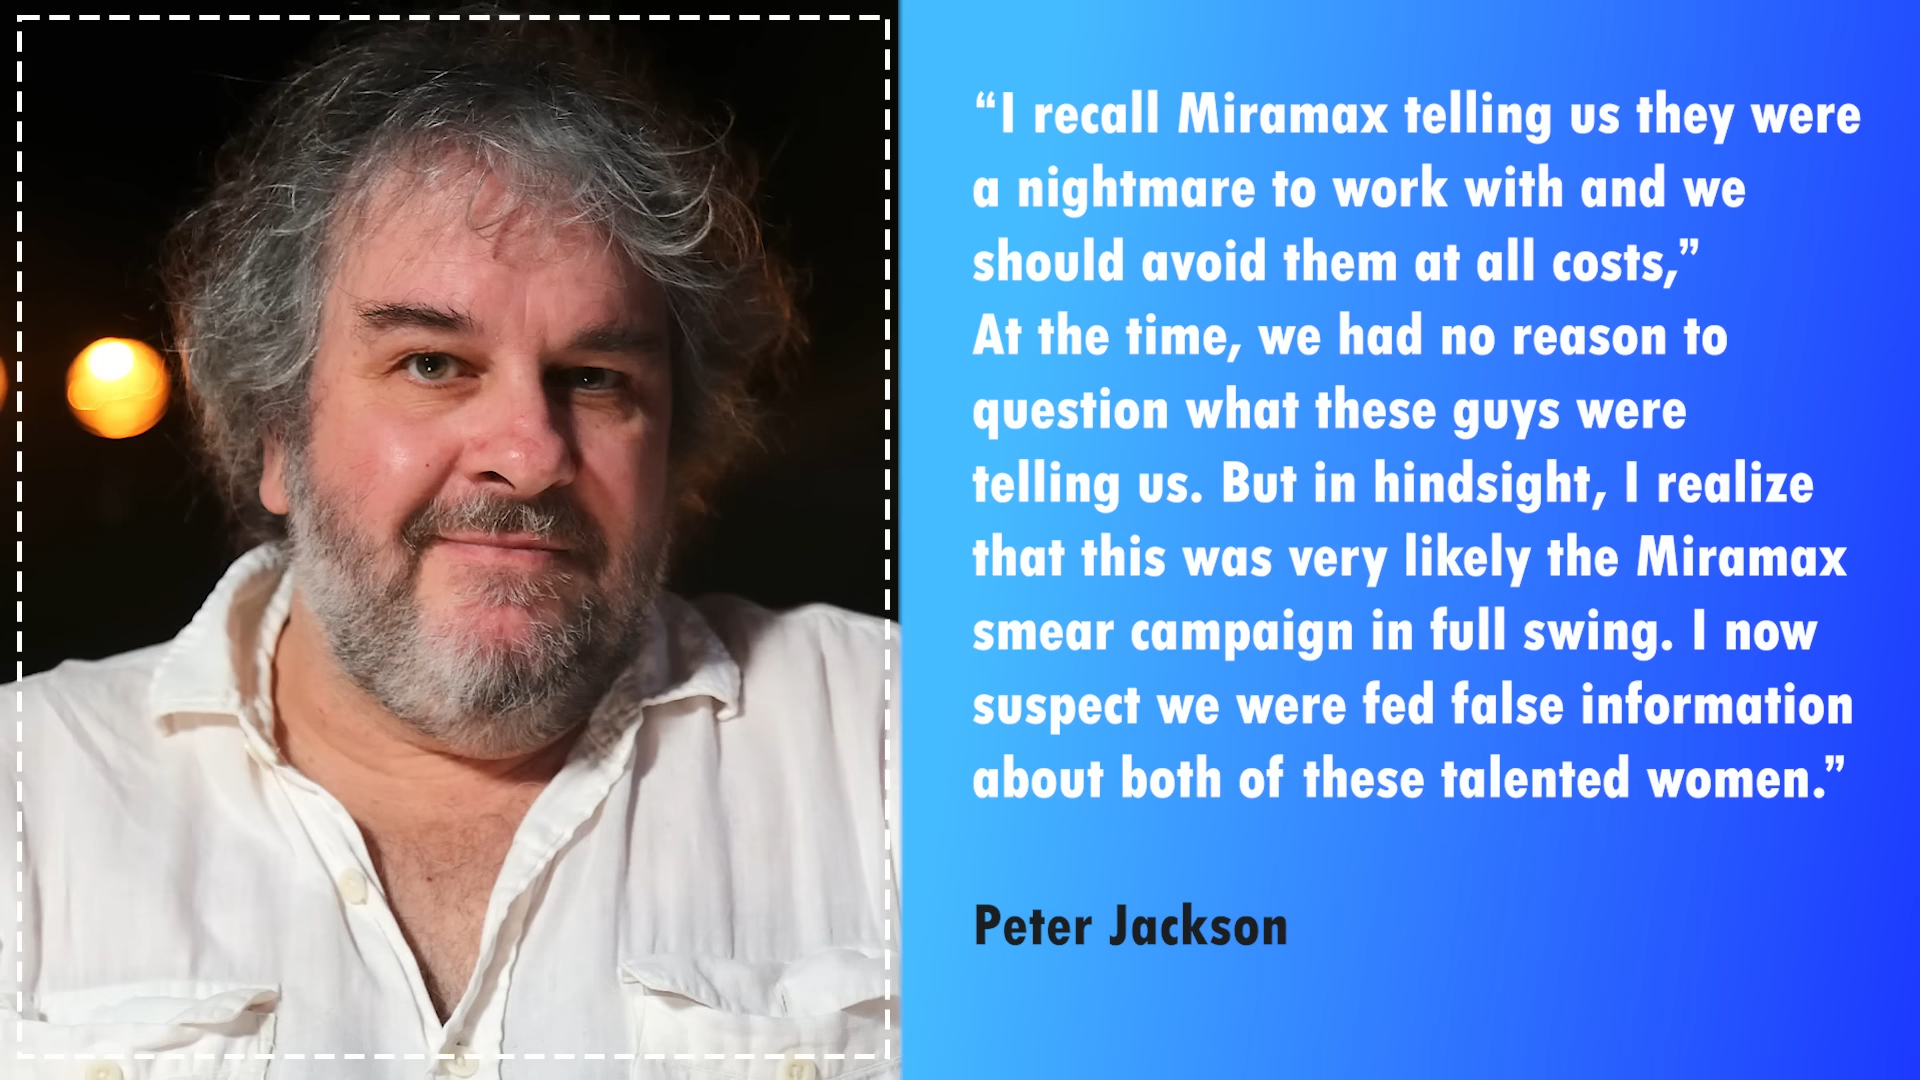 “I recall Miramax telling us they were
a nightmare to work with and we
should avoid them at all costs,”
At the time, we had no reason to
question what these guys were
telling us. But in hindsight, I realize
that this was very likely the Miramax
smear campaign in full swing. I now
suspect we were fed false information
about both of these talented women.”
Peter Jackson